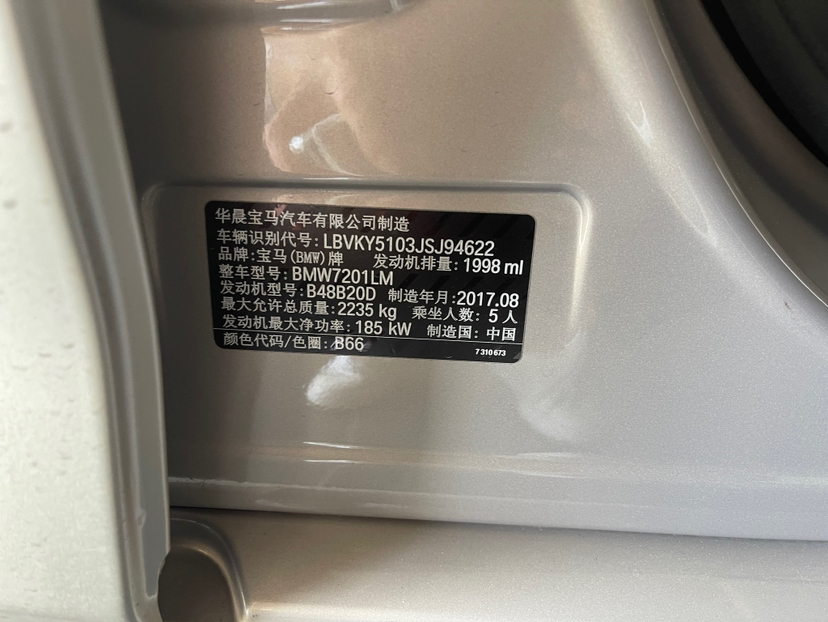 华晨宝马汽车有限公司制造
车辆识别代号: LBVKY5103JSJ94622
品牌: 宝马(BMW)牌 发动机排量: 1998 ml
整车型号: BMW7201LM
发动机型号: B48B20D 制造年月: 2017.08
最大允许总质量: 2235 kg 乘坐人数: 5 人
发动机最大净功率: 185 kW 制造国: 中国
颜色代码/色圈: B66
7 310 673